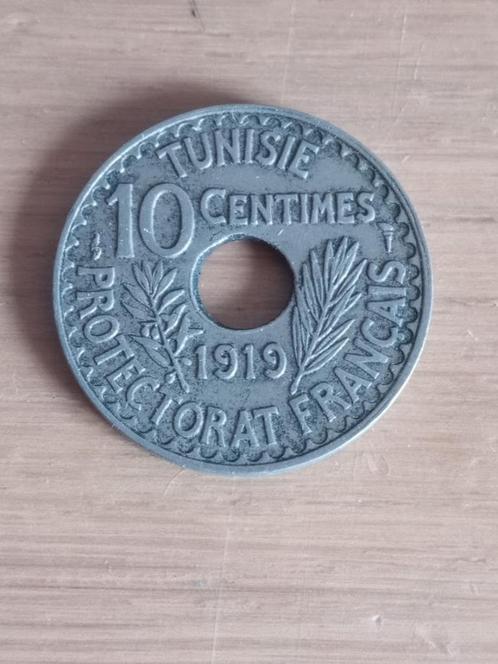 TUNISIE
10 CENTIMES
1919
PROTECTORAT FRANÇAIS